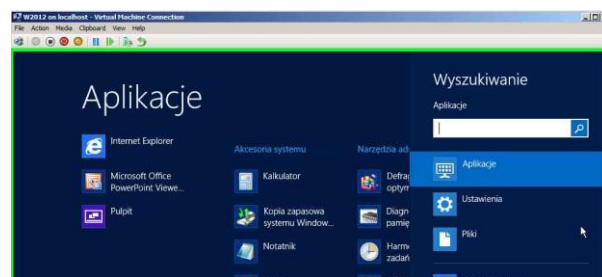 W2012 on localhost - Virtual Machine Connection
File Action Media Clipboard View Help
Aplikacje
Internet Explorer
Microsoft Office
PowerPoint Viewe...
Pulpit
Akcesoria systemu
Kalkulator
Kopia zapasowa
systemu Window...
Notatnik
Narzędzia ad
Defra
optym
Diagn
pamię
Harm
zadań
Wyszukiwanie
Aplikacje
Aplikacje
Ustawienia
Pliki